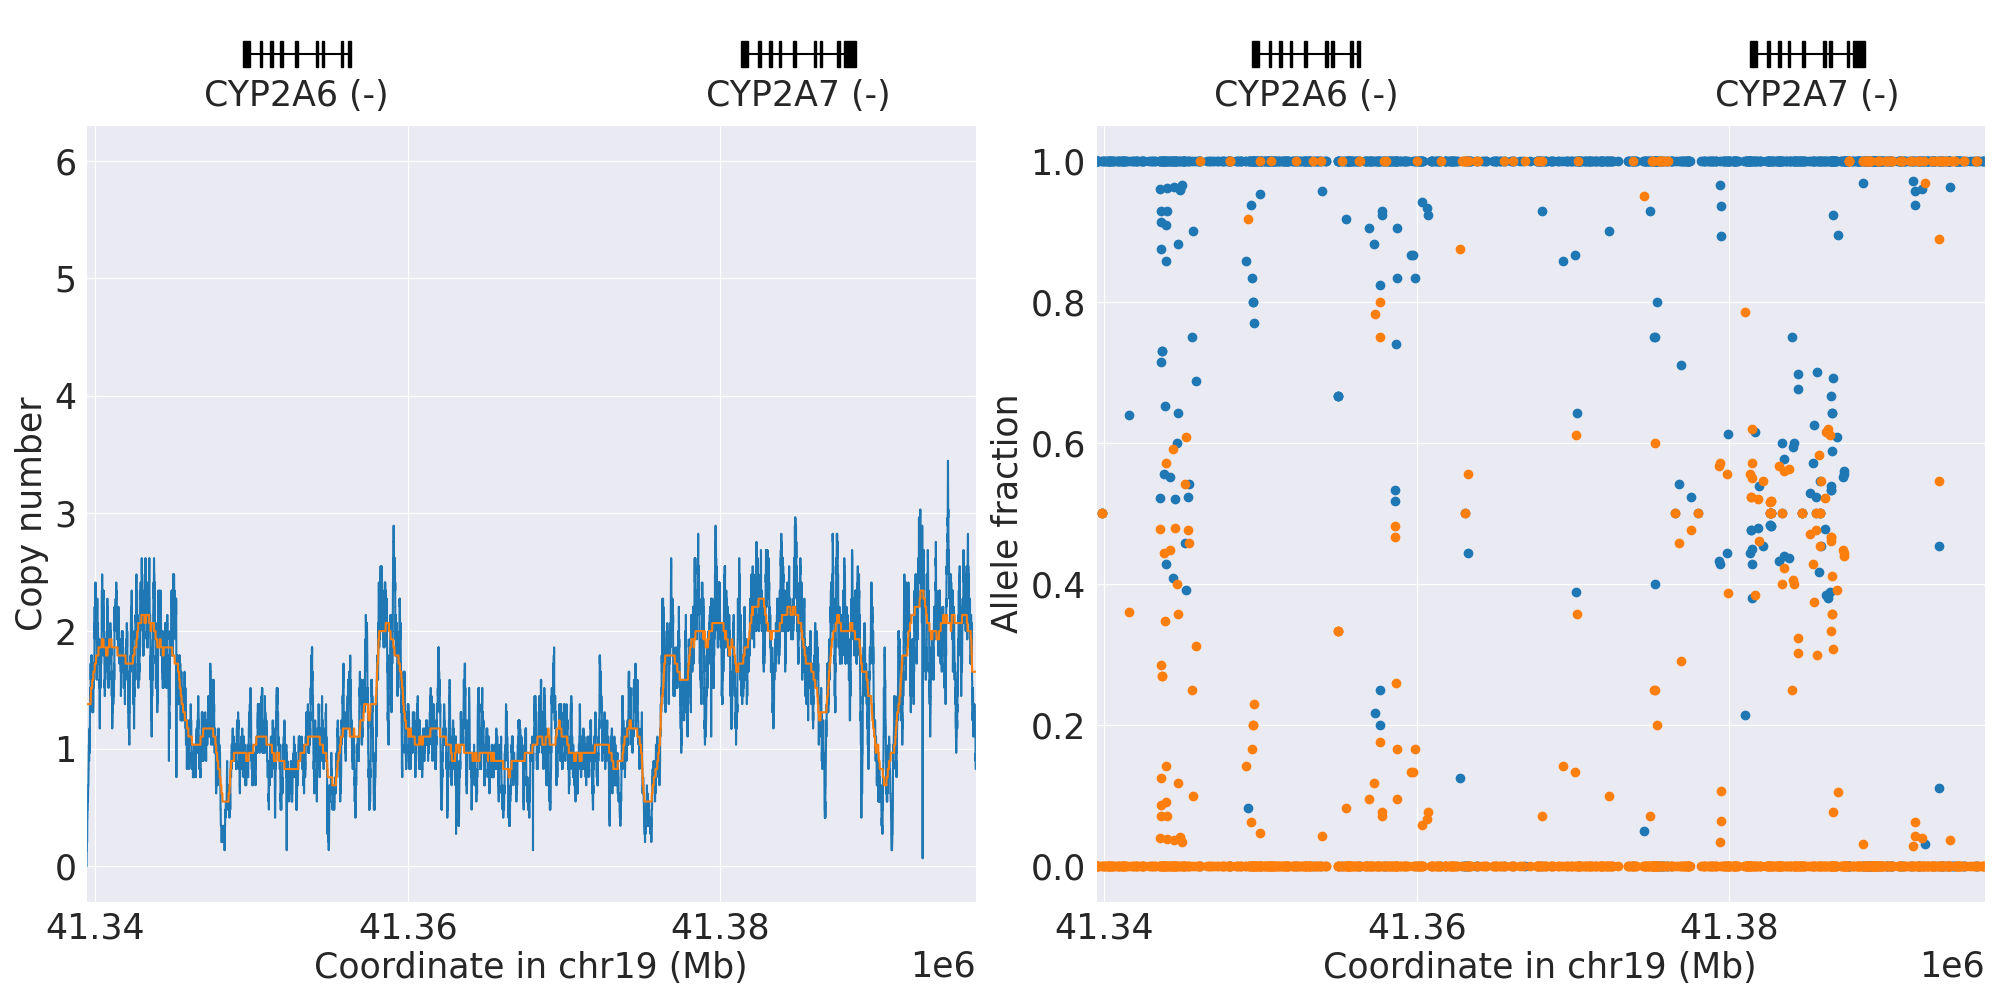 CYP2A6 (-)
CYP2A7 (-)
6
5
4
3
2
1
0
Copy number
41.34
41.36
41.38
Coordinate in chr19 (Mb)
1e6
CYP2A6 (-)
CYP2A7 (-)
1.0
0.8
0.6
0.4
0.2
0.0
Allele fraction
41.34
41.36
41.38
Coordinate in chr19 (Mb)
1e6